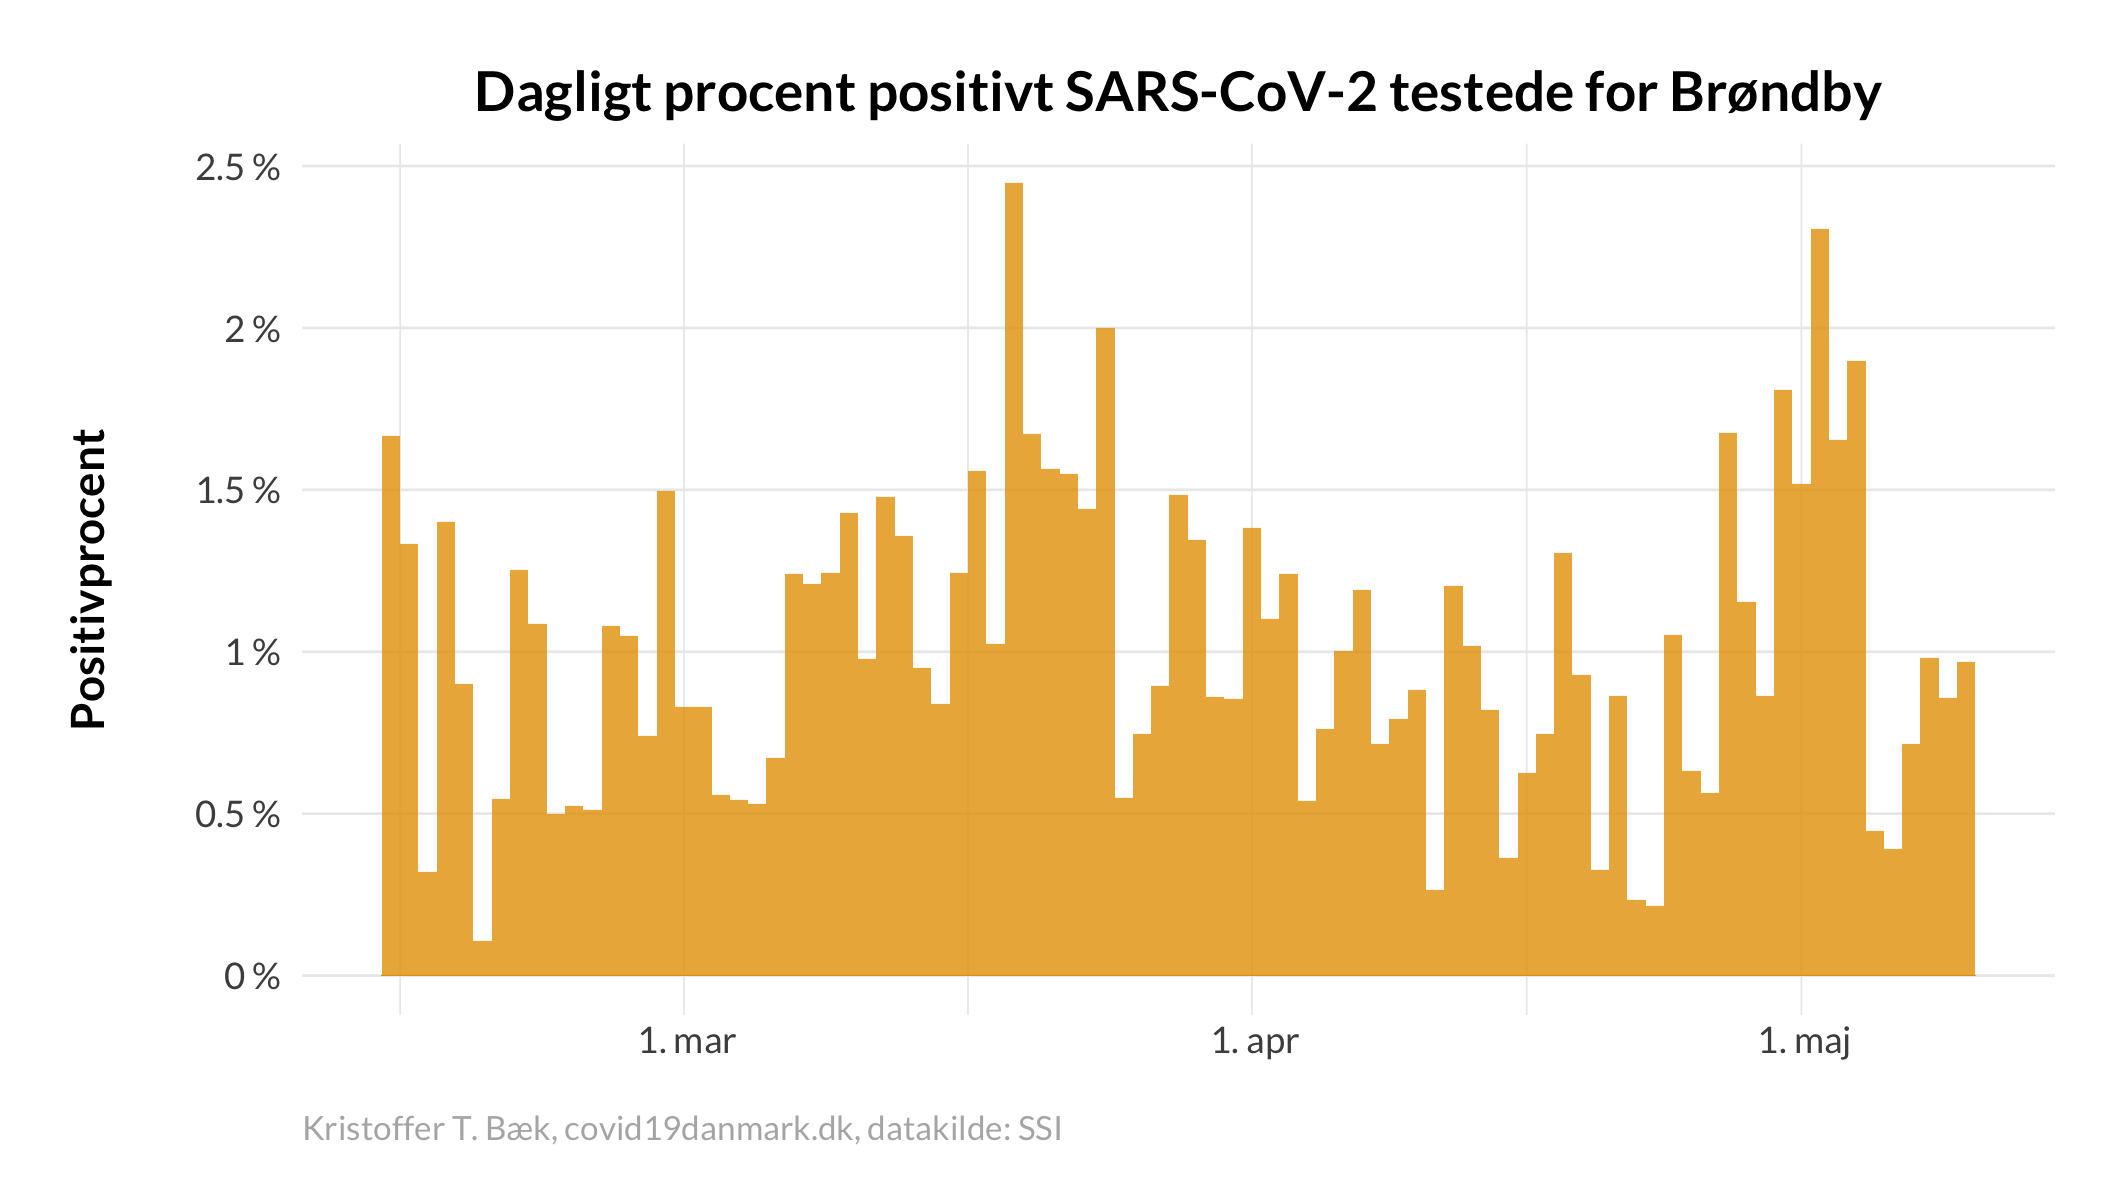 Dagligt procent positivt SARS-CoV-2 testede for Brøndby
Positivprocent
2.5 %
2 %
1.5 %
1 %
0.5 %
0 %
1. mar
1. apr
1. maj
Kristoffer T. Bæk, covid19danmark.dk, datakilde: SSI